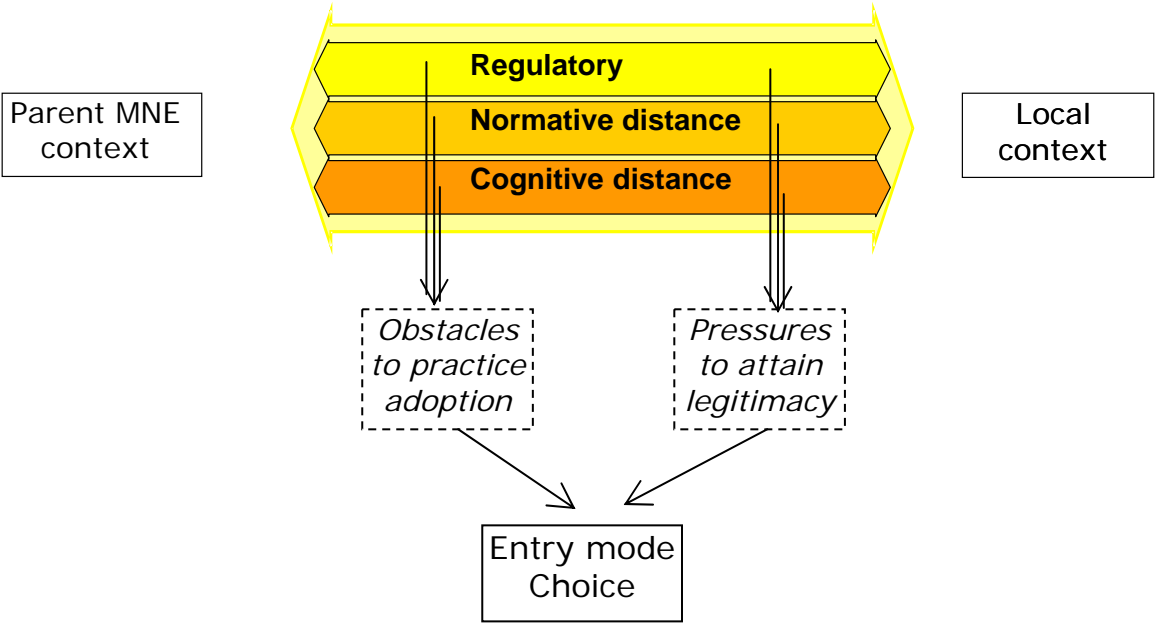 Regulatory
Normative distance
Cognitive distance
Parent MNE
context
Local
context
Obstacles
to practice
adoption
Pressures
to attain
legitimacy
Entry mode
Choice